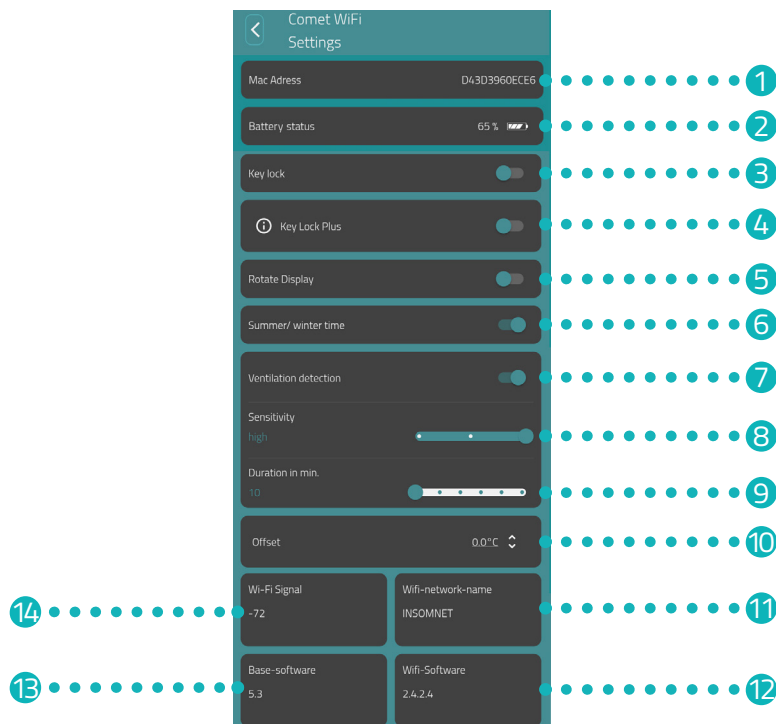 Comet WiFi
Settings
Mac Adress D43D3960ECE6 1
Battery status 65 % 2
Key lock 3
Key Lock Plus 4
Rotate Display 5
Summer/ winter time 6
Ventilation detection 7
Sensitivity
high 8
Duration in min.
10 9
Offset 0.0°C 10
Wi-Fi Signal Wifi-network-name
14 -72 INSOMNET 11
Base-software Wifi-Software
13 5.3 2.4.2.4 12